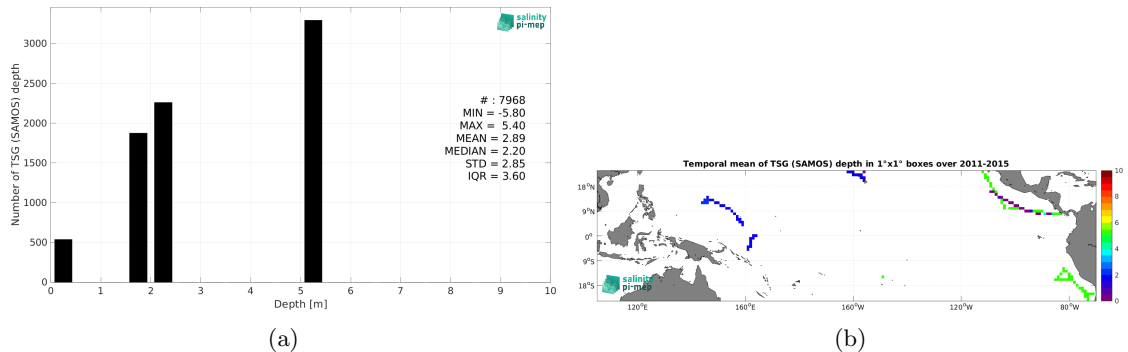 salinity
pi-mep
3000
2500
2000
1500
1000
500
0
Number of TSG (SAMOS) depth
# : 7968
MIN = -5.80
MAX = 5.40
MEAN = 2.89
MEDIAN = 2.20
STD = 2.85
IQR = 3.60
0 1 2 3 4 5 6 7 8 9 10
Depth [m]
(a)
Temporal mean of TSG (SAMOS) depth in 1°x1° boxes over 2011-2015
18°N
9°N
0°
9°S
18°S
120°E 160°E 160°W 120°W 80°W
10
8
6
4
2
0
salinity
pi-mep
(b)